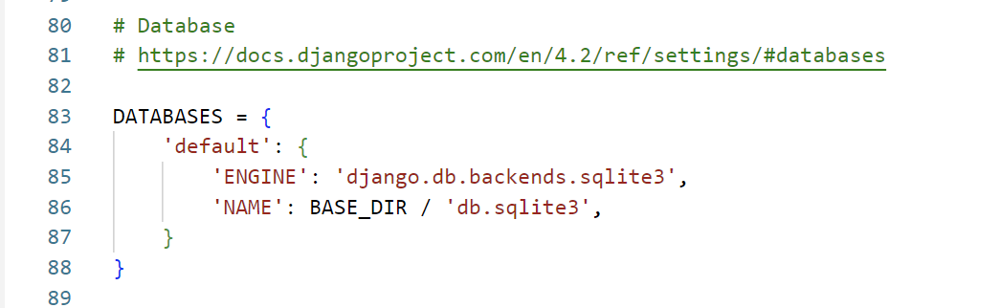 80 # Database
81 # https://docs.djangoproject.com/en/4.2/ref/settings/#databases
82
83 DATABASES = {
84     'default': {
85         'ENGINE': 'django.db.backends.sqlite3',
86         'NAME': BASE_DIR / 'db.sqlite3',
87     }
88 }
89